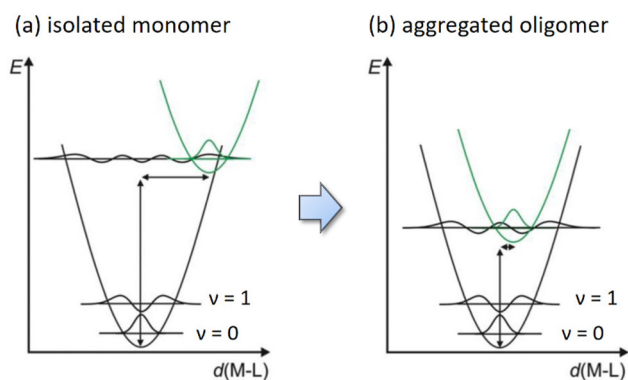 (a) isolated monomer
(b) aggregated oligomer
E
E
ν = 1
ν = 0
ν = 1
ν = 0
d(M-L)
d(M-L)